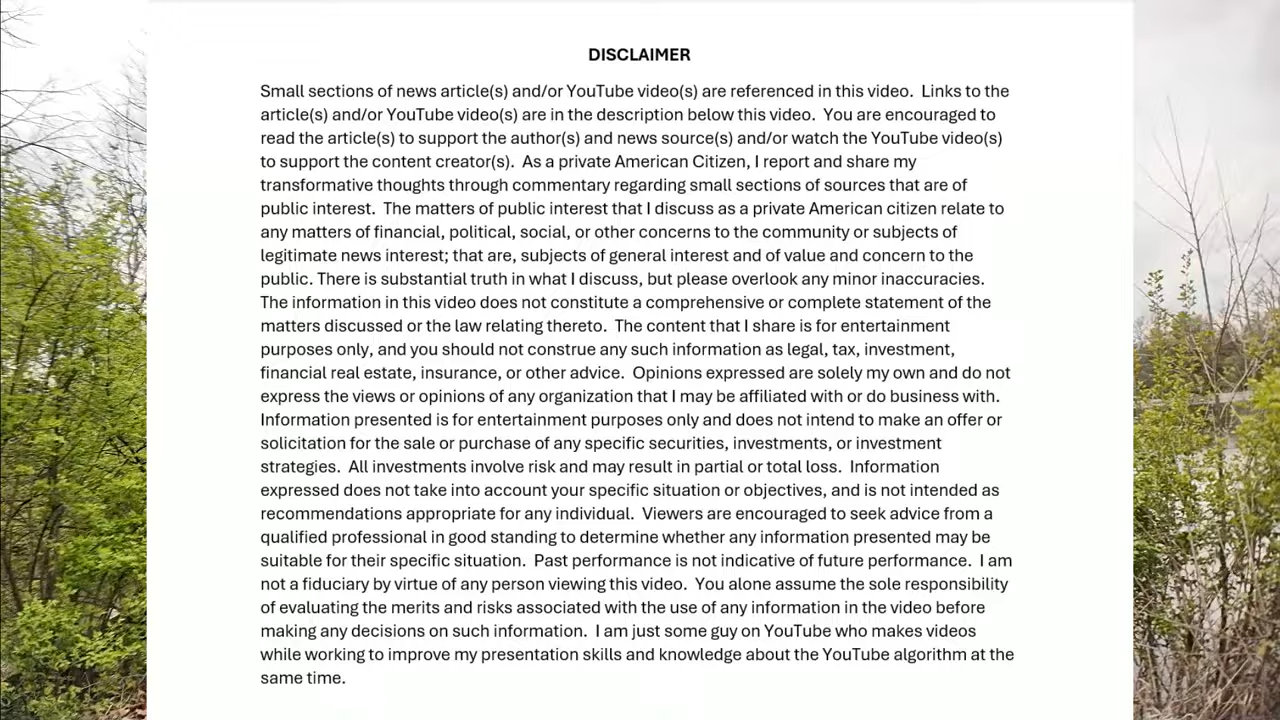 DISCLAIMER
Small sections of news article(s) and/or YouTube video(s) are referenced in this video.  Links to the
article(s) and/or YouTube video(s) are in the description below this video.  You are encouraged to
read the article(s) to support the author(s) and news source(s) and/or watch the YouTube video(s)
to support the content creator(s).  As a private American Citizen, I report and share my
transformative thoughts through commentary regarding small sections of sources that are of
public interest.  The matters of public interest that I discuss as a private American citizen relate to
any matters of financial, political, social, or other concerns to the community or subjects of
legitimate news interest; that are, subjects of general interest and of value and concern to the
public. There is substantial truth in what I discuss, but please overlook any minor inaccuracies.
The information in this video does not constitute a comprehensive or complete statement of the
matters discussed or the law relating thereto.  The content that I share is for entertainment
purposes only, and you should not construe any such information as legal, tax, investment,
financial real estate, insurance, or other advice.  Opinions expressed are solely my own and do not
express the views or opinions of any organization that I may be affiliated with or do business with.
Information presented is for entertainment purposes only and does not intend to make an offer or
solicitation for the sale or purchase of any specific securities, investments, or investment
strategies.  All investments involve risk and may result in partial or total loss.  Information
expressed does not take into account your specific situation or objectives, and is not intended as
recommendations appropriate for any individual.  Viewers are encouraged to seek advice from a
qualified professional in good standing to determine whether any information presented may be
suitable for their specific situation.  Past performance is not indicative of future performance.  I am
not a fiduciary by virtue of any person viewing this video.  You alone assume the sole responsibility
of evaluating the merits and risks associated with the use of any information in the video before
making any decisions on such information.  I am just some guy on YouTube who makes videos
while working to improve my presentation skills and knowledge about the YouTube algorithm at the
same time.